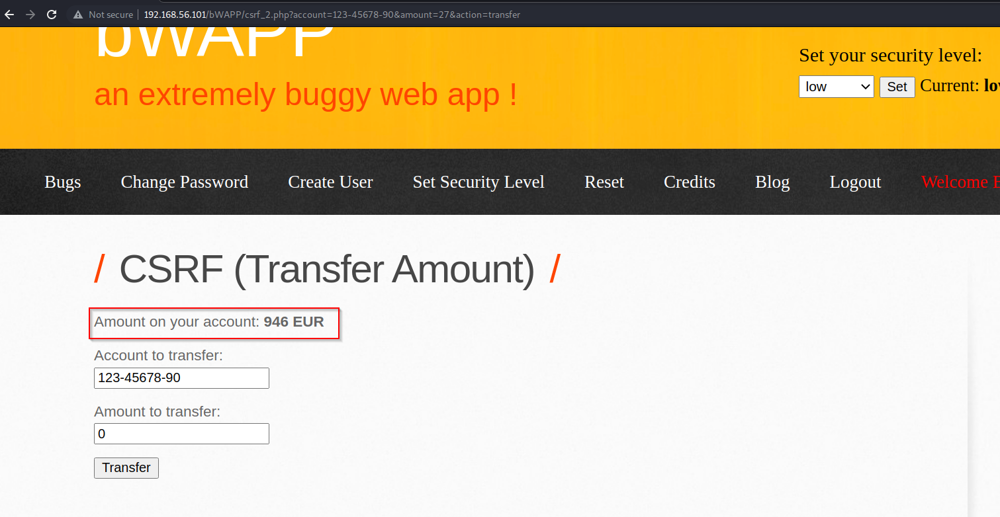 Not secure 192.168.56.101/bWAPP/csrf_2.php?account=123-45678-90&amount=27&action=transfer
bWAPP
an extremely buggy web app !
Set your security level:
low Set Current: low
Bugs Change Password Create User Set Security Level Reset Credits Blog Logout Welcome
/ CSRF (Transfer Amount) /
Amount on your account: 946 EUR
Account to transfer:
123-45678-90
Amount to transfer:
0
Transfer